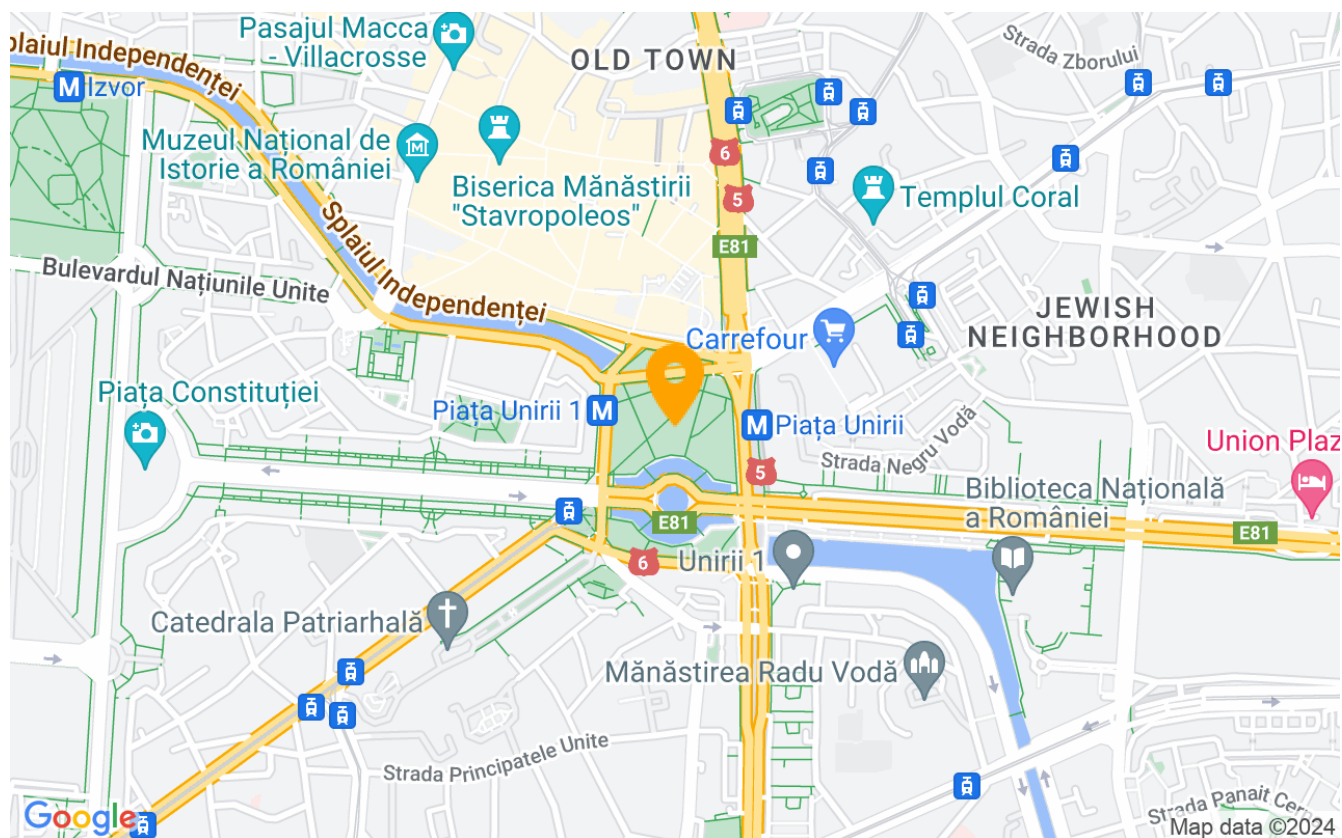 Pasajul Macca
- Villacrosse
OLD TOWN
Strada Zborului
Splaiul Independenței
M Izvor
Muzeul Național de
Istorie a României
M
6
Biserica Mănăstirii
"Stavropoleos"
5
Templul Coral
E81
Splaiul Independenței
Bulevardul Națiunile Unite
JEWISH
NEIGHBORHOOD
Carrefour
Piața Constituției
Piața Unirii 1 M
M Piața Unirii
Strada Negru Vodă
5
Union Plaz
Biblioteca Națională
a României
E81
E81
Unirii 1
6
Catedrala Patriarhală
Mănăstirea Radu Vodă
Strada Principatele Unite
Strada Panait Cer
Google
Map data ©2024